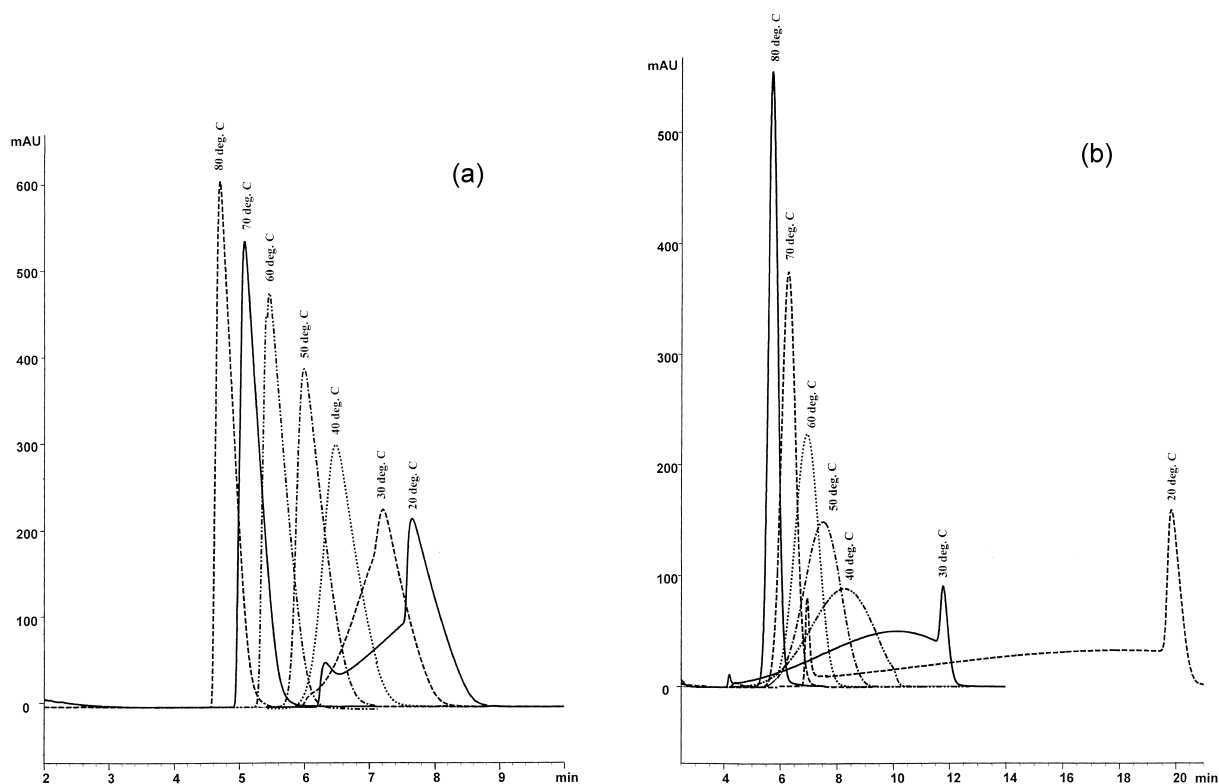 (a)
mAU
600
500
400
300
200
100
0
80 deg. C
70 deg. C
60 deg. C
50 deg. C
40 deg. C
30 deg. C
20 deg. C
2 3 4 5 6 7 8 9 min
(b)
mAU
500
400
300
200
100
0
80 deg. C
70 deg. C
60 deg. C
50 deg. C
40 deg. C
30 deg. C
20 deg. C
4 6 8 10 12 14 16 18 20 min